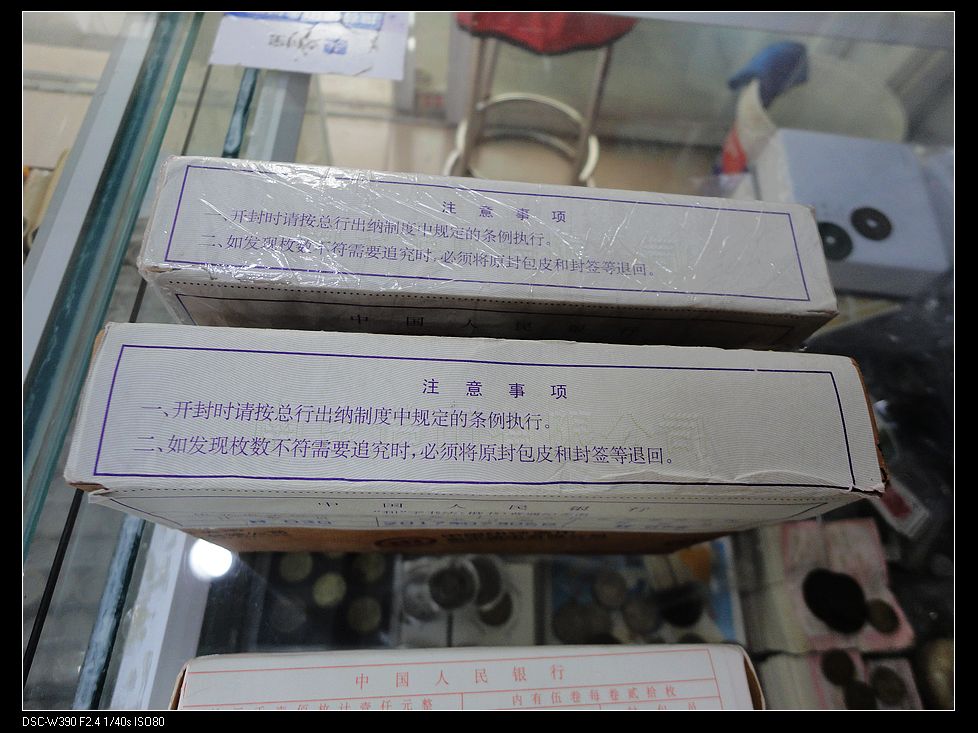 注意事项
一、开封时请按总行出纳制度中规定的条例执行。
二、如发现枚数不符需要追究时,必须将原封包皮和封签等退回。
中国人民银行
注意事项
一、开封时请按总行出纳制度中规定的条例执行。
二、如发现枚数不符需要追究时,必须将原封包皮和封签等退回。
中国人民银行
中国人民银行
内有伍卷每卷贰拾枚
DSC-W390 F2.4 1/40s ISO80